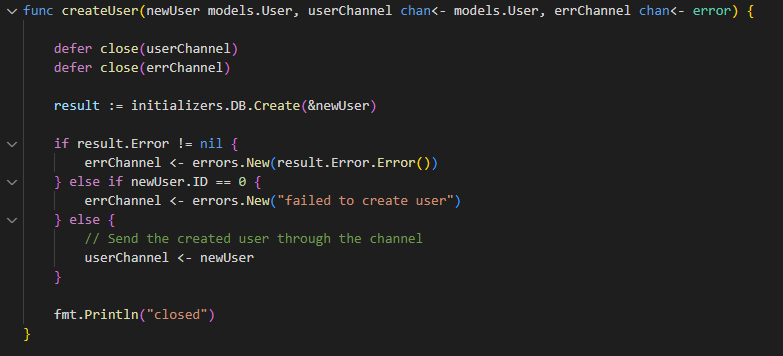 func createUser(newUser models.User, userChannel chan<- models.User, errChannel chan<- error) {
defer close(userChannel)
defer close(errChannel)
result := initializers.DB.Create(&newUser)
if result.Error != nil {
errChannel <- errors.New(result.Error.Error())
} else if newUser.ID == 0 {
errChannel <- errors.New("failed to create user")
} else {
// Send the created user through the channel
userChannel <- newUser
}
fmt.Println("closed")
}